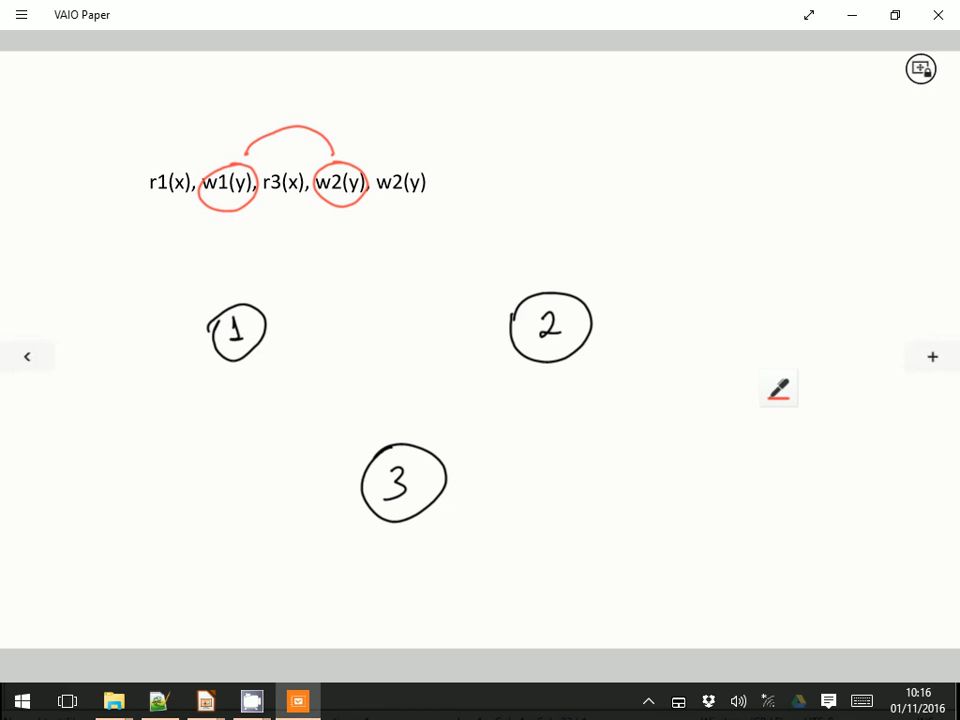 VAIO Paper
r1(x), w1(y), r3(x), w2(y), w2(y)
1
2
3
10:16
01/11/2016